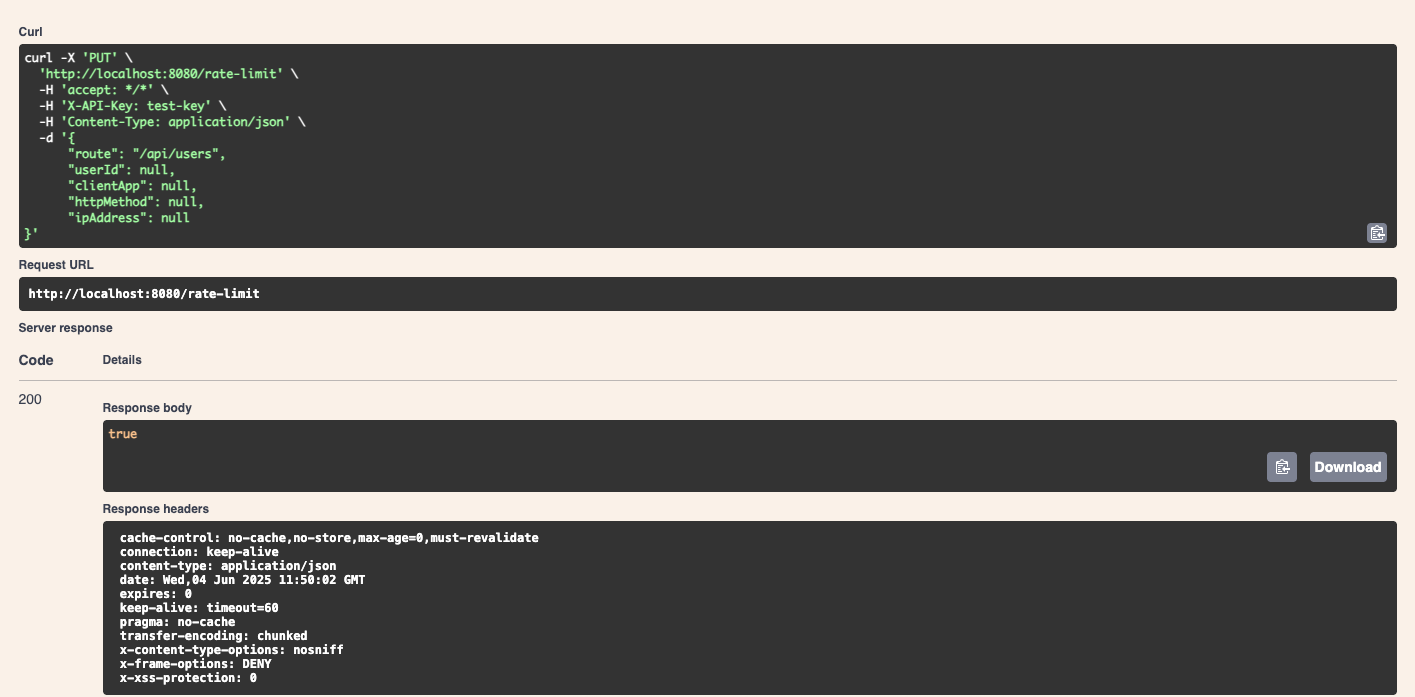 Curl
curl -X 'PUT' \
  'http://localhost:8080/rate-limit' \
  -H 'accept: */*' \
  -H 'X-API-Key: test-key' \
  -H 'Content-Type: application/json' \
  -d '{
      "route": "/api/users",
      "userId": null,
      "clientApp": null,
      "httpMethod": null,
      "ipAddress": null
}'
Request URL
http://localhost:8080/rate-limit
Server response
Code Details
200
Response body
true
Download
Response headers
cache-control: no-cache,no-store,max-age=0,must-revalidate
connection: keep-alive
content-type: application/json
date: Wed,04 Jun 2025 11:50:02 GMT
expires: 0
keep-alive: timeout=60
pragma: no-cache
transfer-encoding: chunked
x-content-type-options: nosniff
x-frame-options: DENY
x-xss-protection: 0